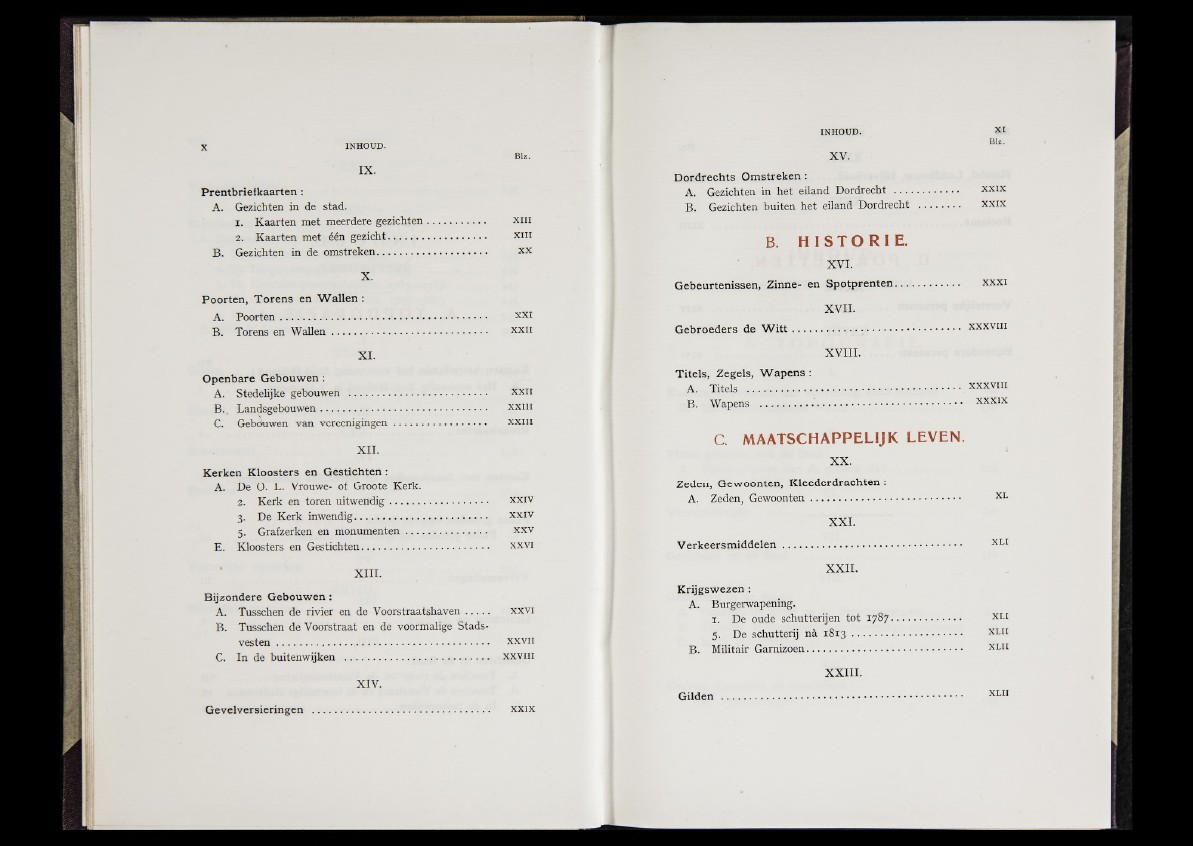 X INHOUD.
Blz.
IX.
Prentbriefkaarten :
A. Gezichten in de stad.
1. Kaarten met meerdere gezichten ........... XIII
2. Kaarten met één gezicht.................. XIII
B. Gezichten in de omstreken.................... XX
X.
Poorten, Torens en Wallen :
A. Poorten ..................................... XXI
B. Torens en Wallen ............................ XXII
XI.
Openbare Gebouwen :
A. Stedelijke gebouwen ......................... XXII
B. Landsgebouwen .............................. XXIII
C. Gebouwen van vereenigingen ................. XXIII
XII.
Kerken Kloosters en Gestichten :
A. De O. L. Vrouwe- of Groote Kerk.
2. Kerk en toren uitwendig .................. XXIV
3. De Kerk inwendig........................ XXIV
5. Grafzerken en monumenten ............... XXV
E. Kloosters en Gestichten....................... XXVI
XIII.
Bijzondere Gebouwen :
A. Tusschen de rivier en de Voorstraatshaven ..... XXVI
B. Tusschen de Voorstraat en de voormalige Stads-
vesten ...................................... XXVII
C. In de buitenwijken .......................... XXVIII
XIV.
Gevelversieringen ................................ XXIX
INHOUD. XI
Blz.
XV.
Dordrechts Omstreken :
A. Gezichten in het eiland Dordrecht ............ XXIX
B. Gezichten buiten het eiland Dordrecht ........ XXIX
B. HISTORIE.
XVI.
Gebeurtenissen, Zinne- en Spotprenten............ XXXI
XVII.
Gebroeders de Witt .............................. XXXVIII
XVIII.
Titels, Zegels, Wapens :
A. Titels ...................................... XXXVIII
B. Wapens .................................... XXXIX
C. MAATSCHAPPELIJK LEVEN.
XX.
Zeden, Gewoonten, Kleederdrachten :
A. Zeden, Gewoonten ........................... XL
XXI.
Verkeersmiddelen ................................ XLI
XXII.
Krijgswezen :
A. Burgerwapening.
1. De oude schutterijen tot 1787............. XLI
5. De schutterij nà 1813 .................... XLII
B. Militair Garnizoen............................ XLII
XXIII.
Gilden ........................................... XLII